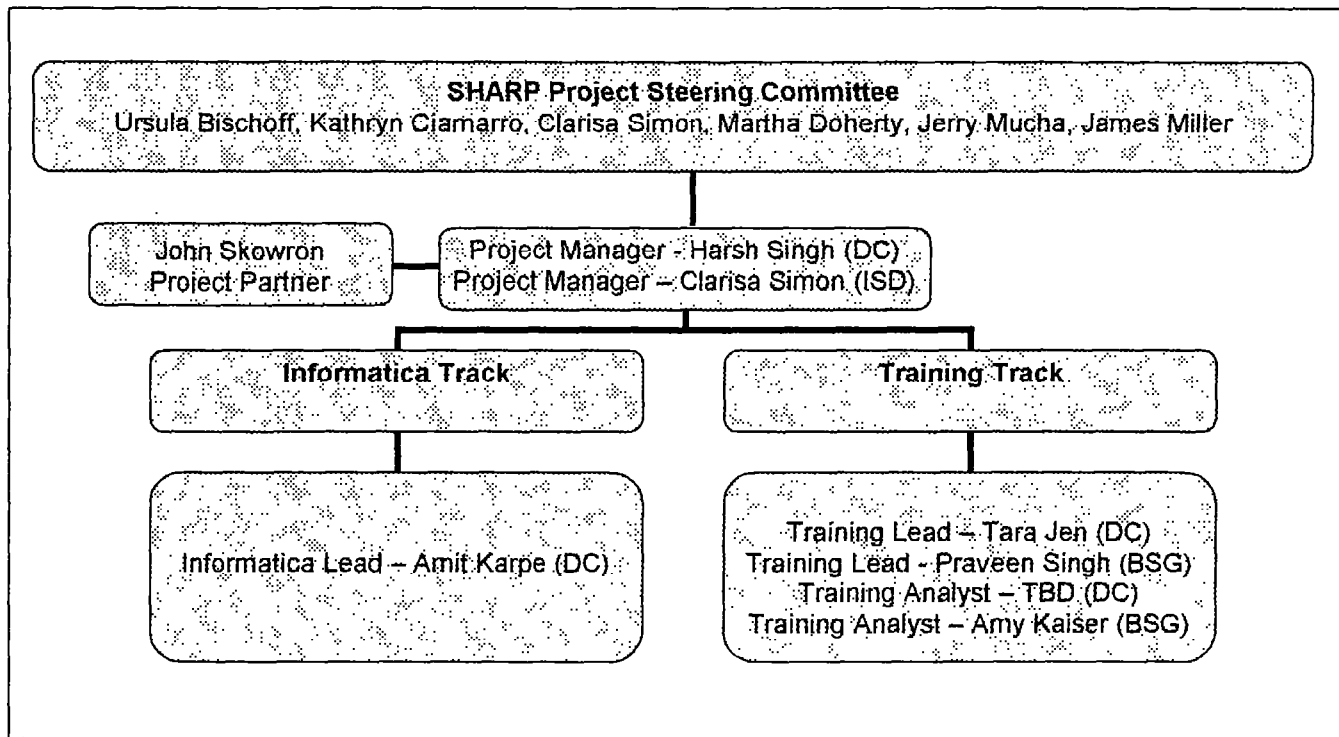 SHARP Project Steering Committee
Ursula Bischoff, Kathryn Ciamarro, Clarisa Simon, Martha Doherty, Jerry Mucha, James Miller
John Skowron
Project Partner
Project Manager - Harsh Singh (DC)
Project Manager – Clarisa Simon (ISD)
Informatica Track
Training Track
Informatica Lead – Amit Karpe (DC)
Training Lead – Tara Jen (DC)
Training Lead - Praveen Singh (BSG)
Training Analyst – TBD (DC)
Training Analyst – Amy Kaiser (BSG)